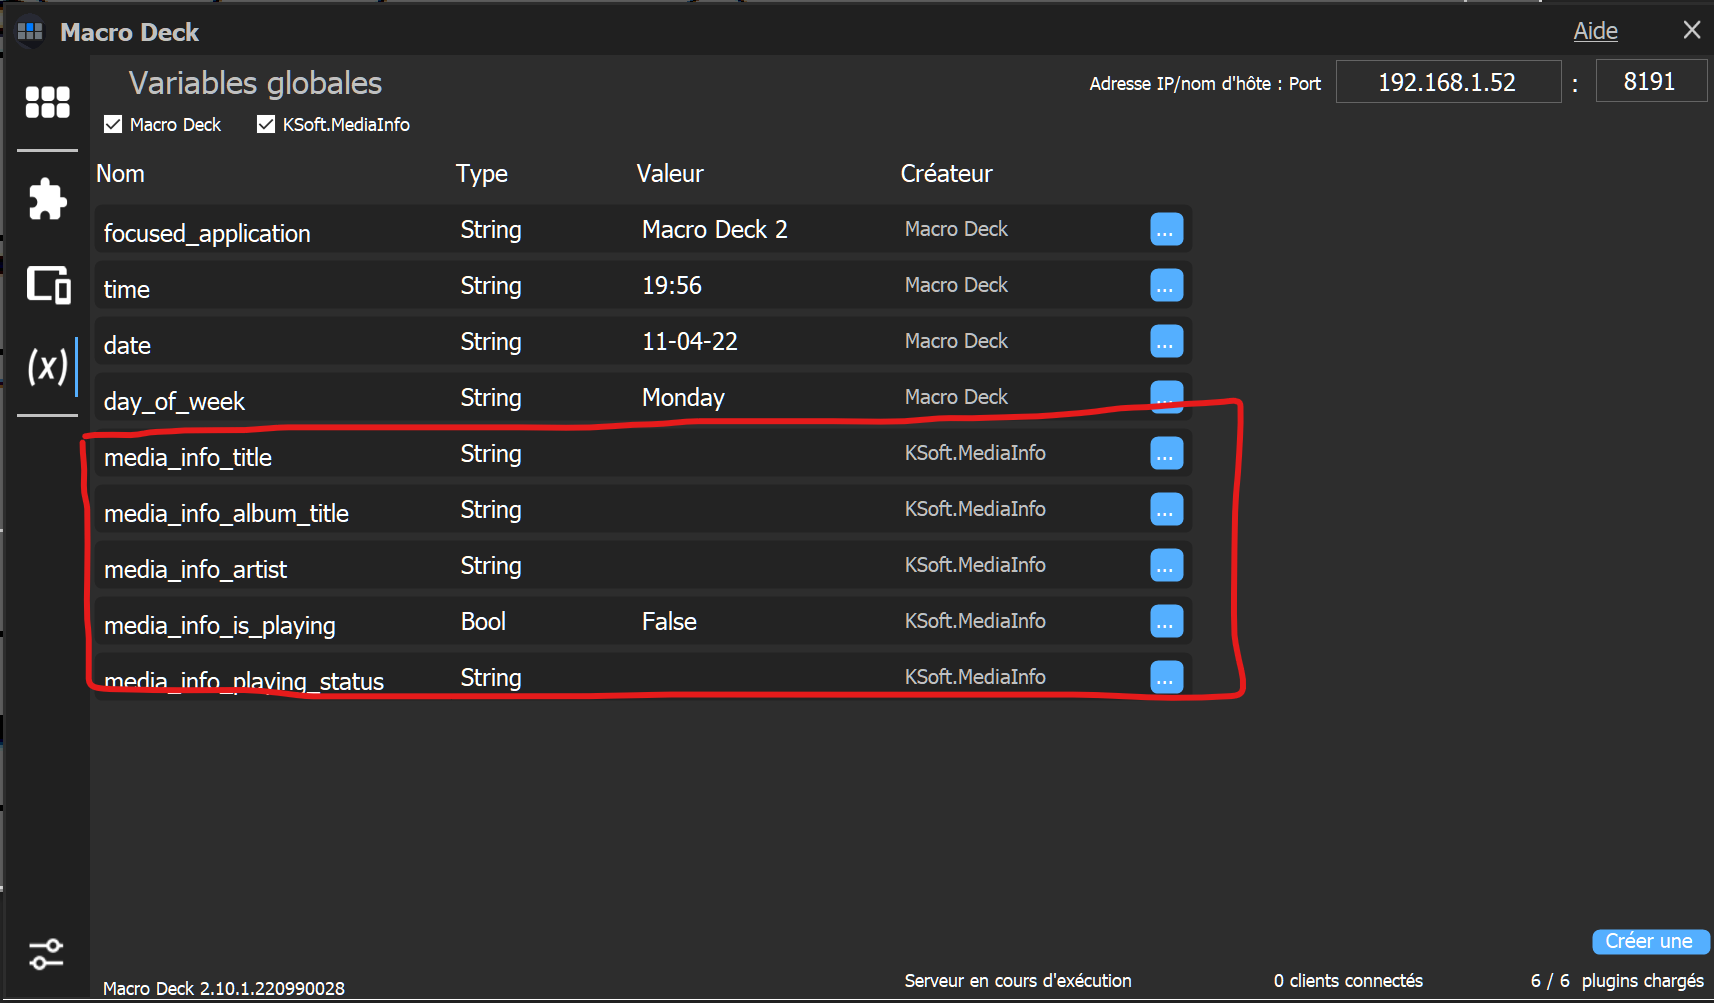 Macro Deck
Aide
Variables globales
Adresse IP/nom d'hôte : Port 192.168.1.52 : 8191
Macro Deck KSoft.MediaInfo
Nom Type Valeur Créateur
focused_application String Macro Deck 2 Macro Deck ...
time String 19:56 Macro Deck ...
date String 11-04-22 Macro Deck ...
day_of_week String Monday Macro Deck ...
media_info_title String KSoft.MediaInfo ...
media_info_album_title String KSoft.MediaInfo ...
media_info_artist String KSoft.MediaInfo ...
media_info_is_playing Bool False KSoft.MediaInfo ...
media_info_playing_status String KSoft.MediaInfo ...
(x)
Créer une
Macro Deck 2.10.1.220990028 Serveur en cours d'exécution 0 clients connectés 6 / 6 plugins chargés